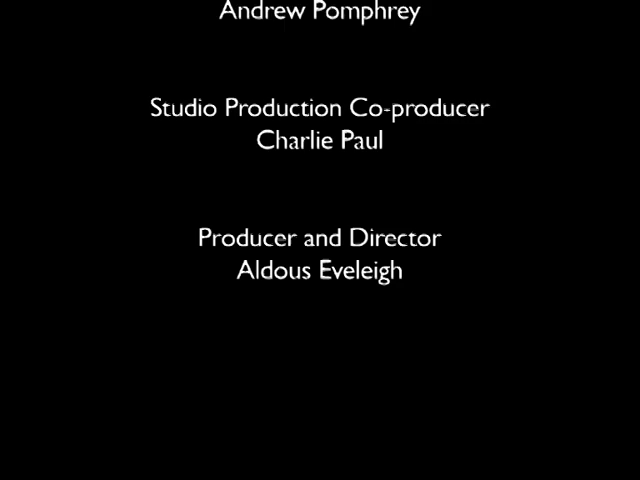 Andrew Pomphrey
Studio Production Co-producer
Charlie Paul
Producer and Director
Aldous Eveleigh